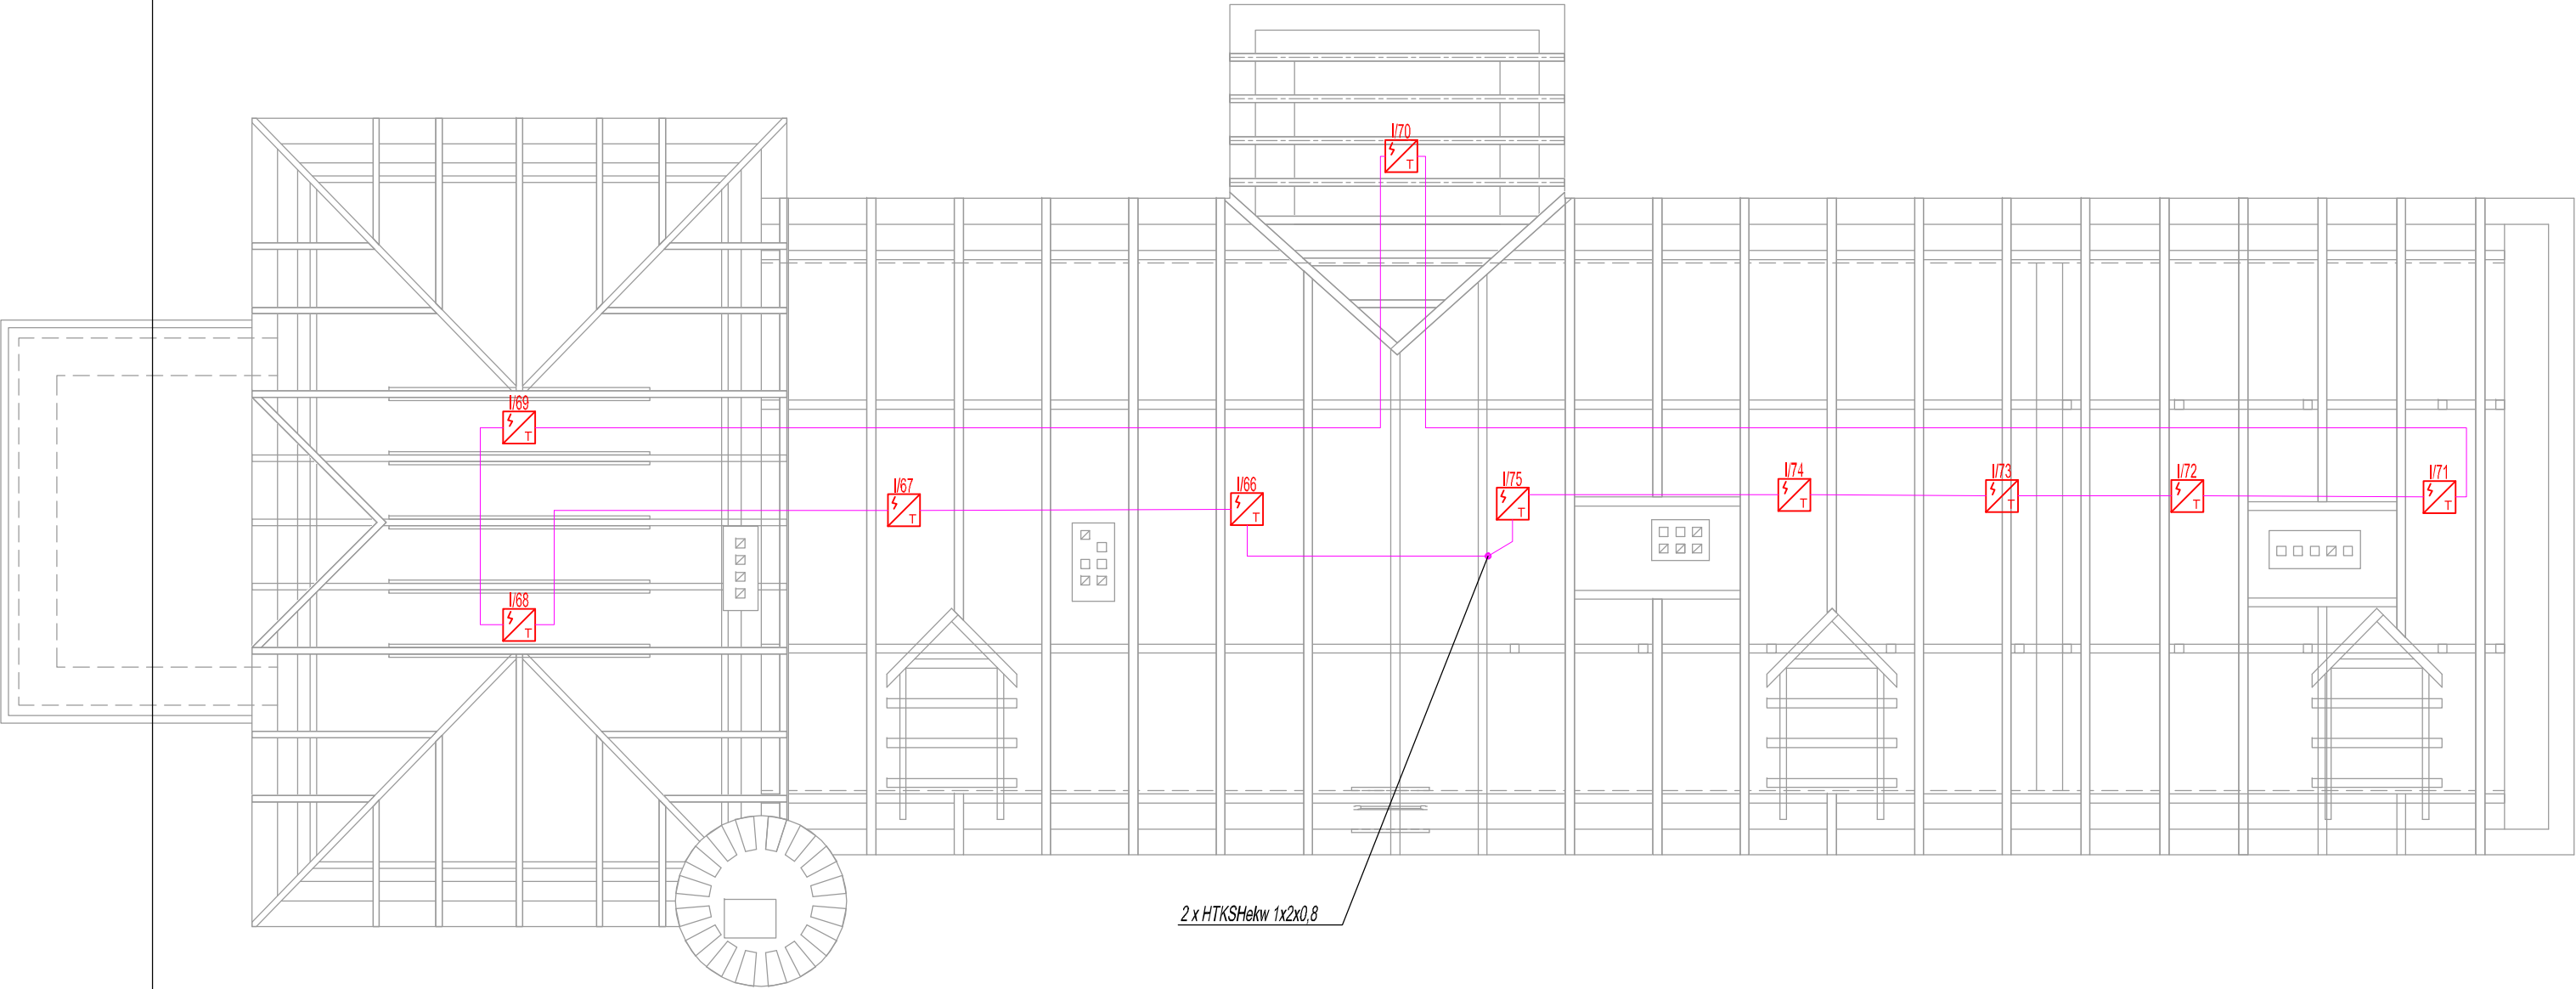 I/70
T
I/69
T
I/67
T
I/66
T
I/75
T
I/74
T
I/73
T
I/72
T
I/71
T
I/68
T
2 x HTKSHekw 1x2x0,8